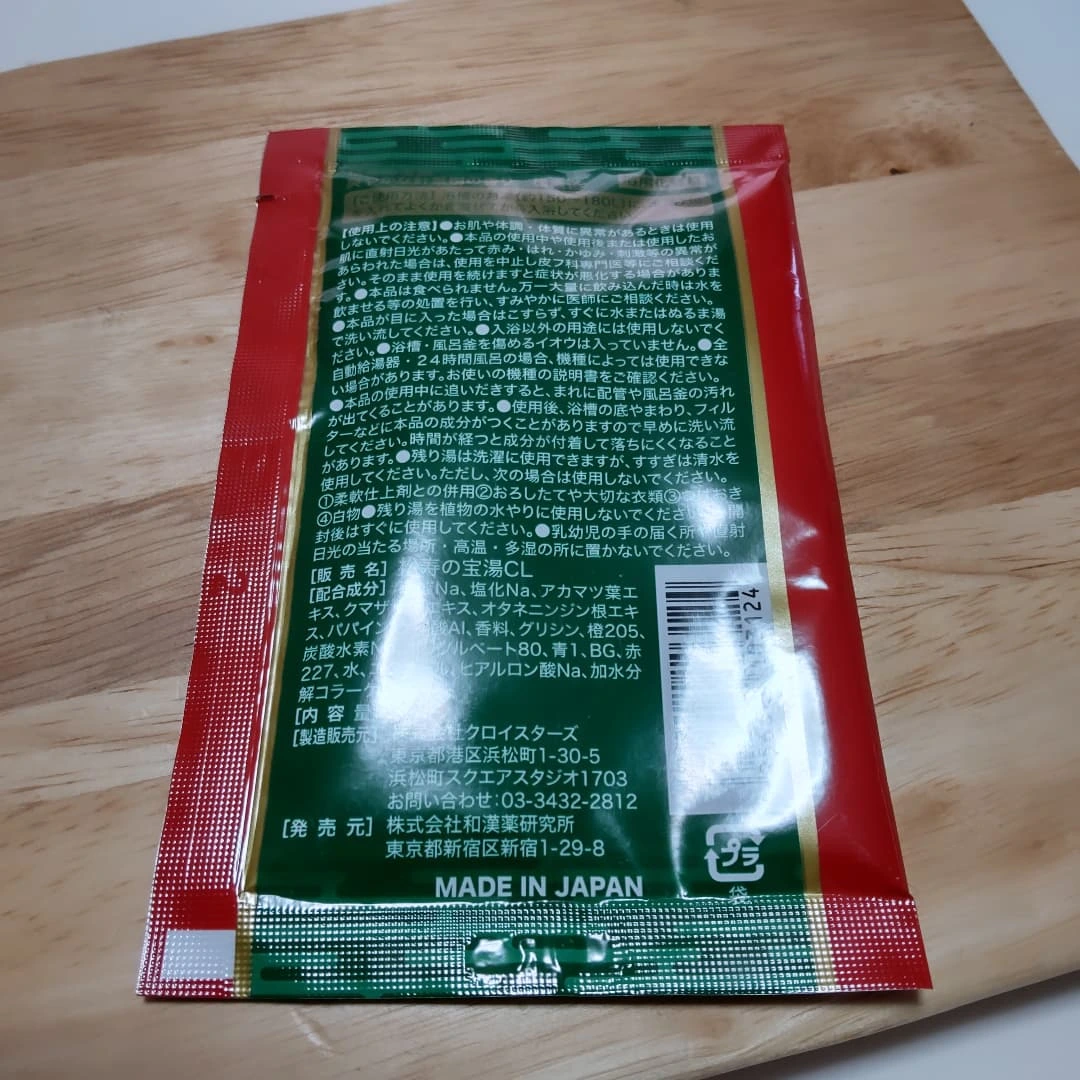 【使用上の注意】●お肌や体調・体質に異常があるときは使用
しないでください。●本品の使用中や使用後または使用したお
肌に直射日光があたって赤み・はれ・かゆみ・刺激等の異常が
あらわれた場合は、使用を中止し皮フ科専門医等にご相談くだ
さい。そのまま使用を続けますと症状が悪化する場合がありま
す。●本品は食べられません。万一大量に飲み込んだ時は水を
飲ませる等の処置を行い、すみやかに医師にご相談ください。
●本品が目に入った場合はこすらず、すぐに水またはぬるま湯
で洗い流してください。●入浴以外の用途には使用しないでく
ださい。●浴槽・風呂釜を傷めるイオウは入っていません。●全
自動給湯器・24時間風呂の場合、機種によっては使用できな
い場合があります。お使いの機種の説明書をご確認ください。
●本品の使用中に追いだきすると、まれに配管や風呂釜の汚れ
が出てくることがあります。●使用後、浴槽の底やまわり、フィル
ターなどに本品の成分がつくことがありますので早めに洗い流
してください。時間が経つと成分が付着して落ちにくくなること
があります。●残り湯は洗濯に使用できますが、すすぎは清水を
使用してください。ただし、次の場合は使用しないでください。
①柔軟仕上剤との併用②おろしたてや大切な衣類③おき
④白物●残り湯を植物の水やりに使用しないでください
封後はすぐに使用してください。●乳幼児の手の届く所や直射
日光の当たる場所・高温・多湿の所に置かないでください。
[販売名] 寿の宝湯CL
[配合成分] Na、塩化Na、アカマツ葉エ
キス、クマザサエキス、オタネニンジン根エキ
ス、パパイン、Al、香料、グリシン、橙205、
炭酸水素 ソルベート80、青1、BG、赤
227、水、ヒアルロン酸Na、加水分
解コラーゲ
[内容量
[製造販売元] 株式会社クロイスターズ
東京都港区浜松町1-30-5
浜松町スクエアスタジオ1703
お問い合わせ:03-3432-2812
[発売元] 株式会社和漢薬研究所
東京都新宿区新宿1-29-8
MADE IN JAPAN
プラ
袋